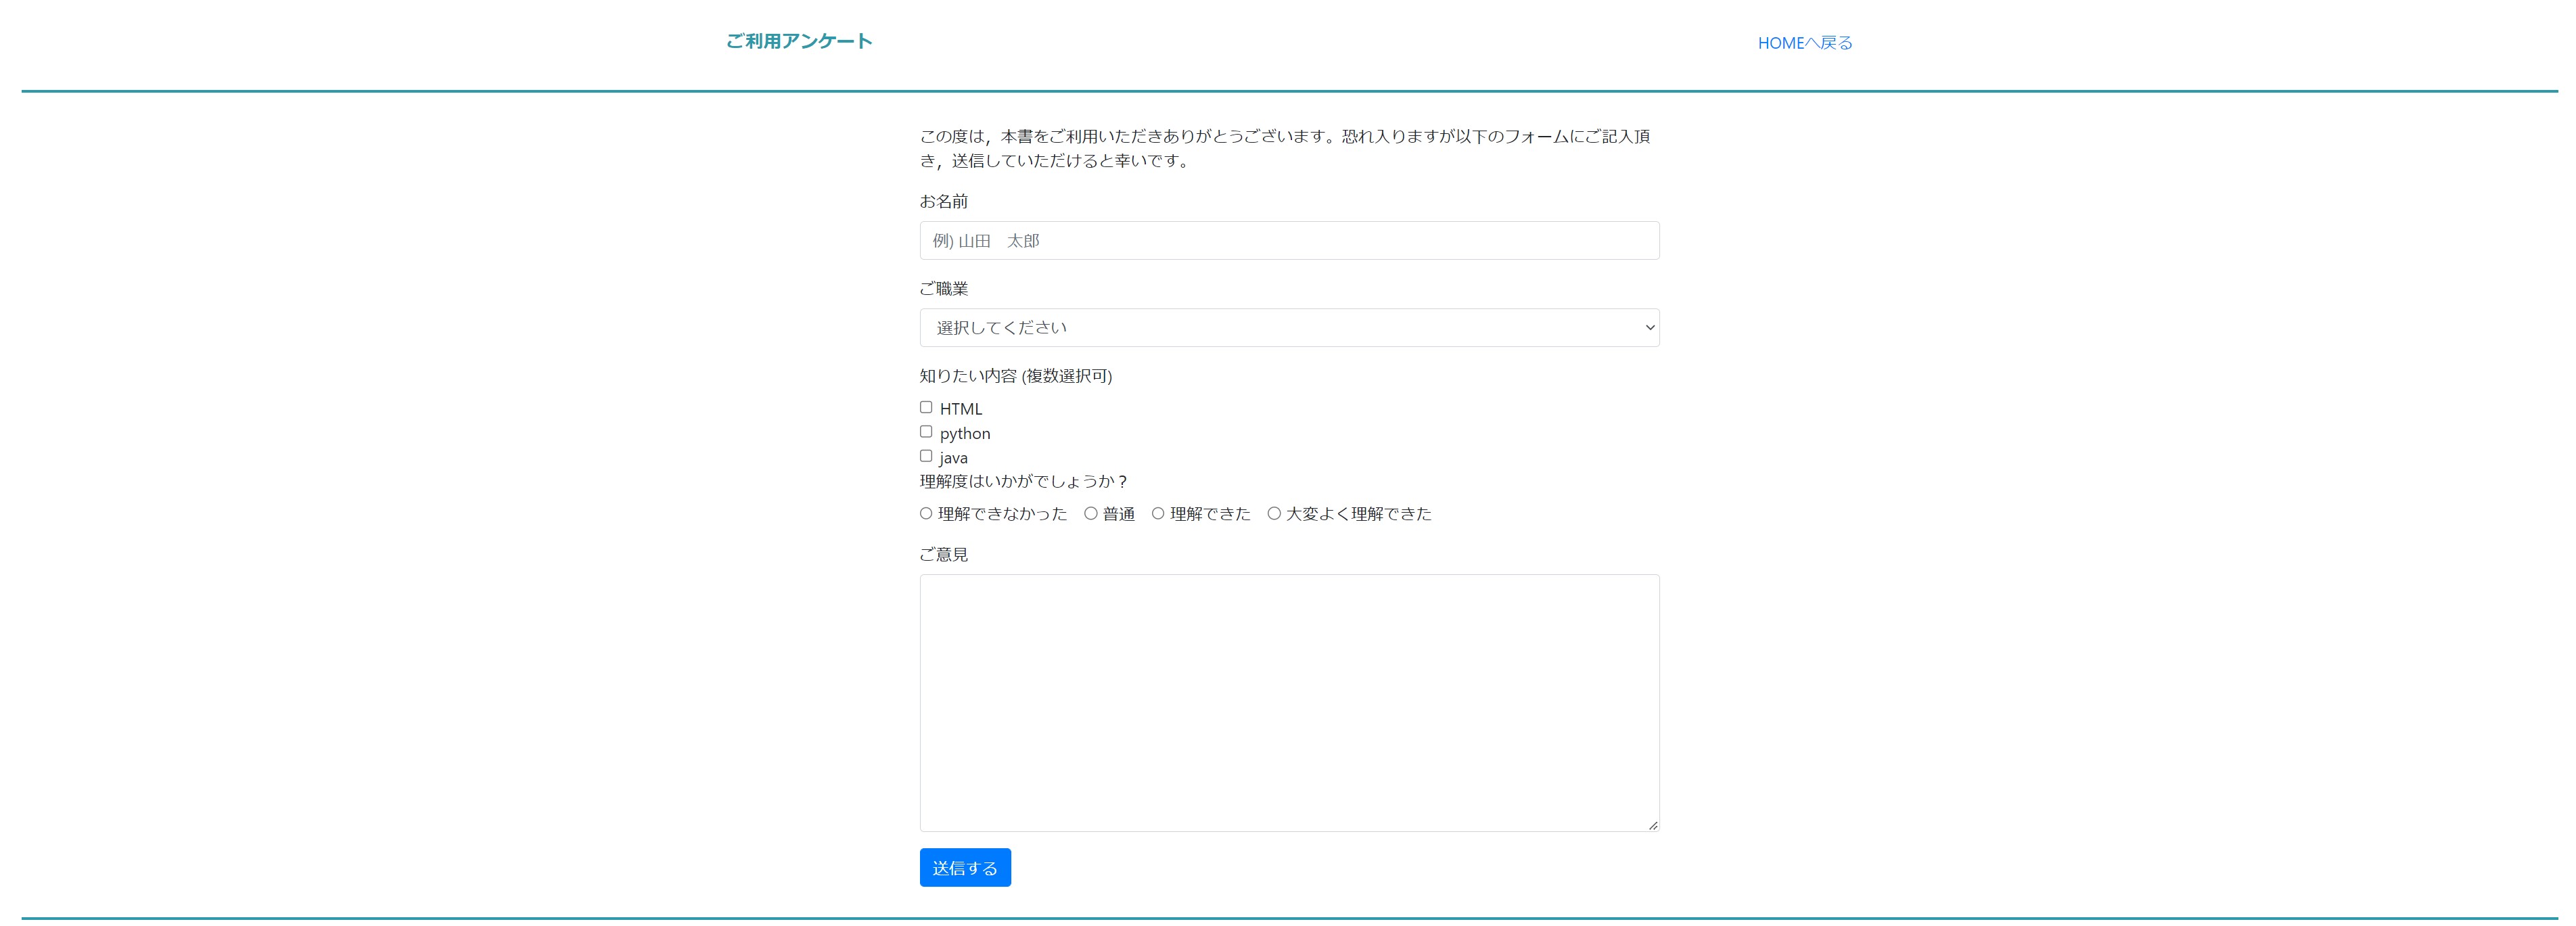 ご利用アンケート
HOMEへ戻る
この度は，本書をご利用いただきありがとうございます。恐れ入りますが以下のフォームにご記入頂
き，送信していただけると幸いです。
お名前
例) 山田　太郎
ご職業
選択してください
知りたい内容 (複数選択可)
HTML
python
java
理解度はいかがでしょうか？
理解できなかった 普通 理解できた 大変よく理解できた
ご意見
送信する